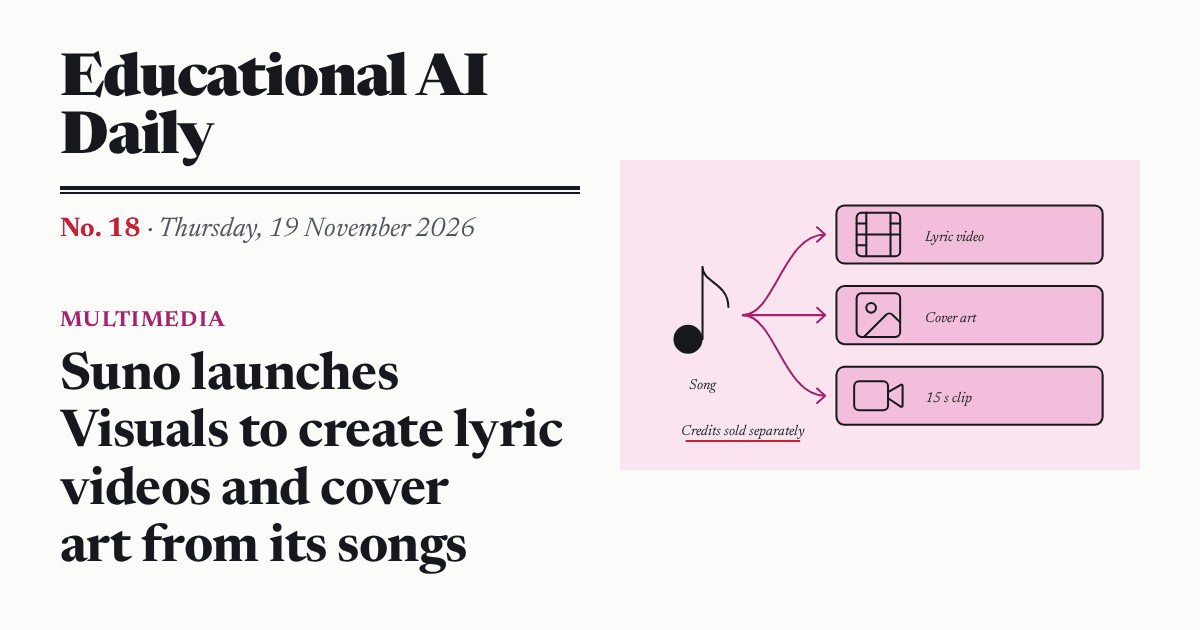 Educational AI
Daily
No. 18 · Thursday, 19 November 2026
MULTIMEDIA
Suno launches
Visuals to create lyric
videos and cover
art from its songs
Lyric video
Cover art
15 s clip
Song
Credits sold separately